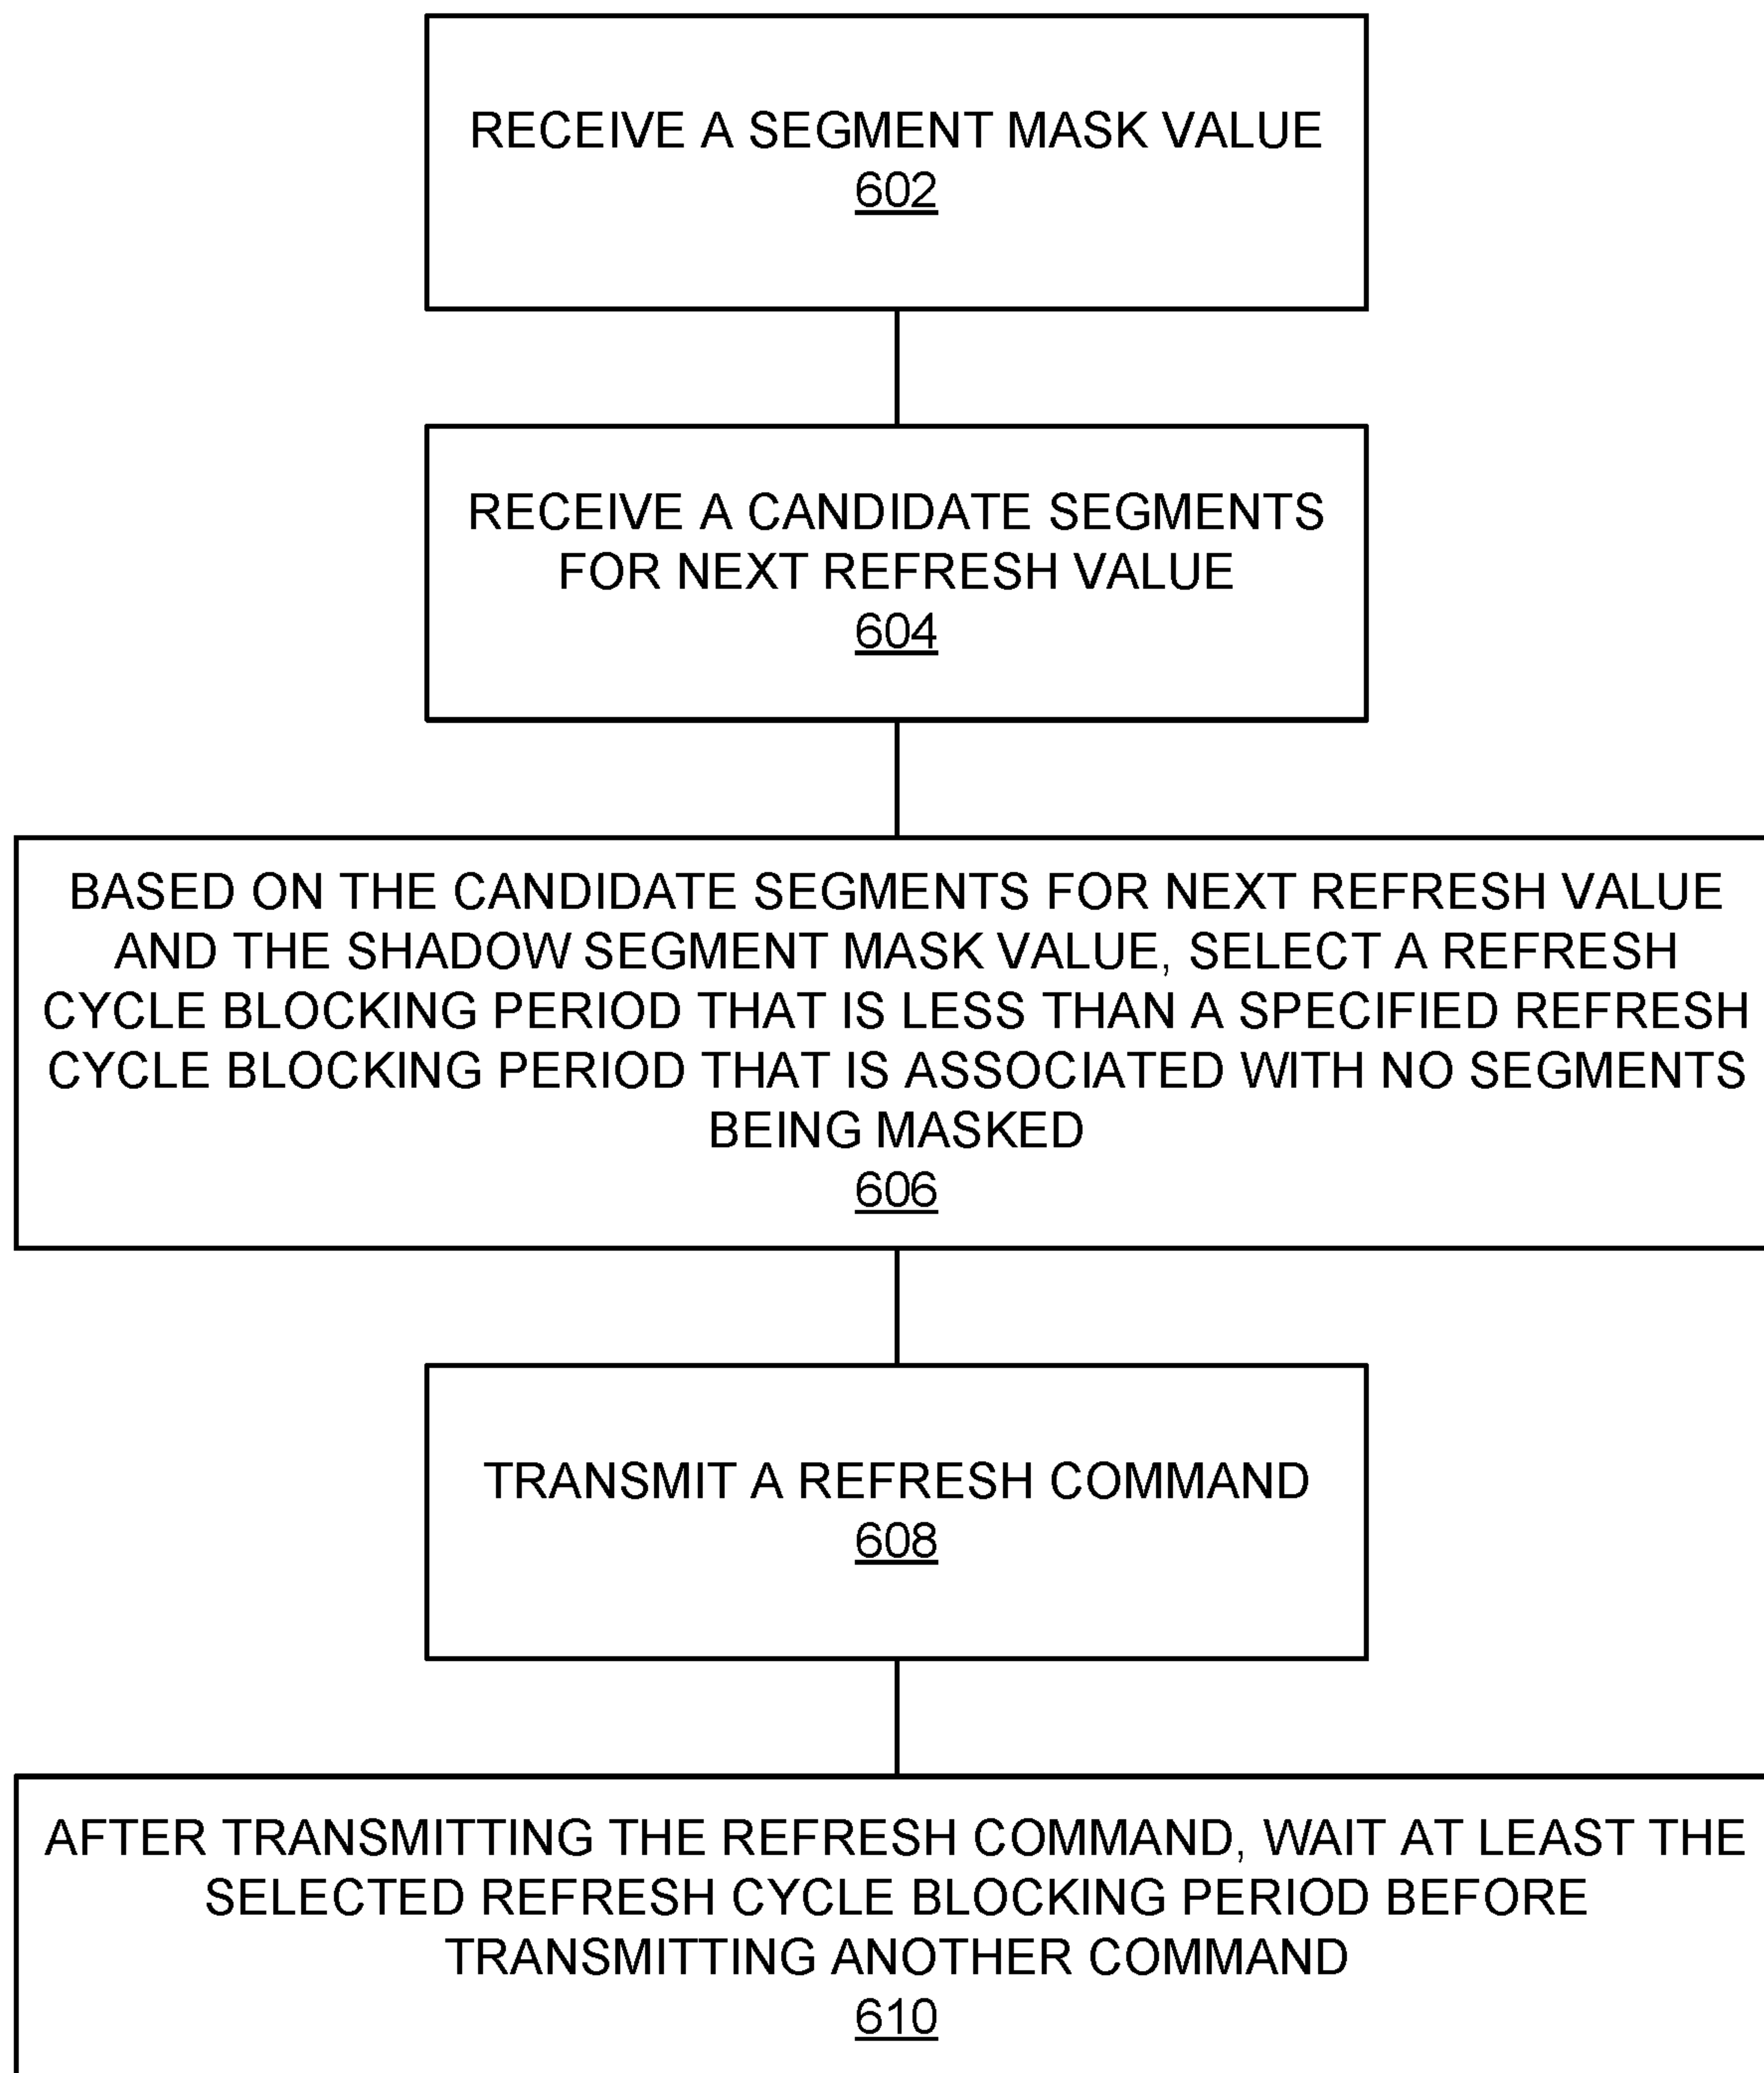 RECEIVE A SEGMENT MASK VALUE
602
RECEIVE A CANDIDATE SEGMENTS
FOR NEXT REFRESH VALUE
604
BASED ON THE CANDIDATE SEGMENTS FOR NEXT REFRESH VALUE
AND THE SHADOW SEGMENT MASK VALUE, SELECT A REFRESH
CYCLE BLOCKING PERIOD THAT IS LESS THAN A SPECIFIED REFRESH
CYCLE BLOCKING PERIOD THAT IS ASSOCIATED WITH NO SEGMENTS
BEING MASKED
606
TRANSMIT A REFRESH COMMAND
608
AFTER TRANSMITTING THE REFRESH COMMAND, WAIT AT LEAST THE
SELECTED REFRESH CYCLE BLOCKING PERIOD BEFORE
TRANSMITTING ANOTHER COMMAND
610